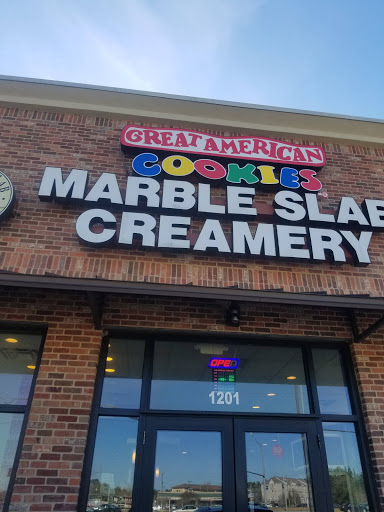 GREAT AMERICAN
COOKIES
MARBLE SLAB
CREAMERY
OPEN
1201